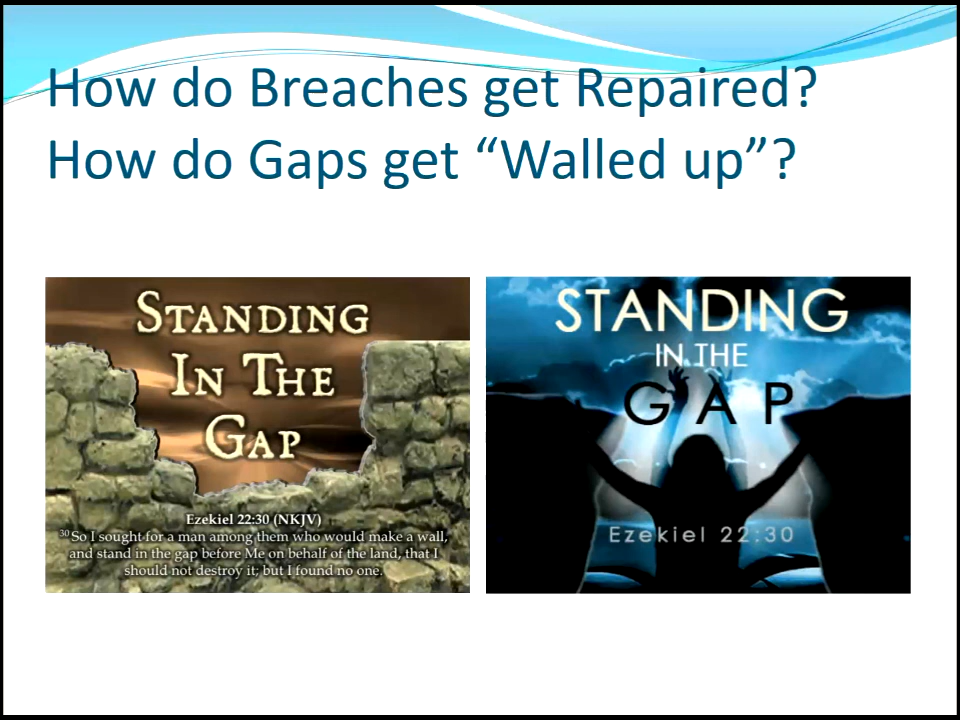 How do Breaches get Repaired?
How do Gaps get “Walled up”?
STANDING
IN THE
GAP
Ezekiel 22:30 (NKJV)
30 So I sought for a man among them who would make a wall,
and stand in the gap before Me on behalf of the land, that I
should not destroy it; but I found no one.
STANDING
IN THE
GAP
Ezekiel 22:30